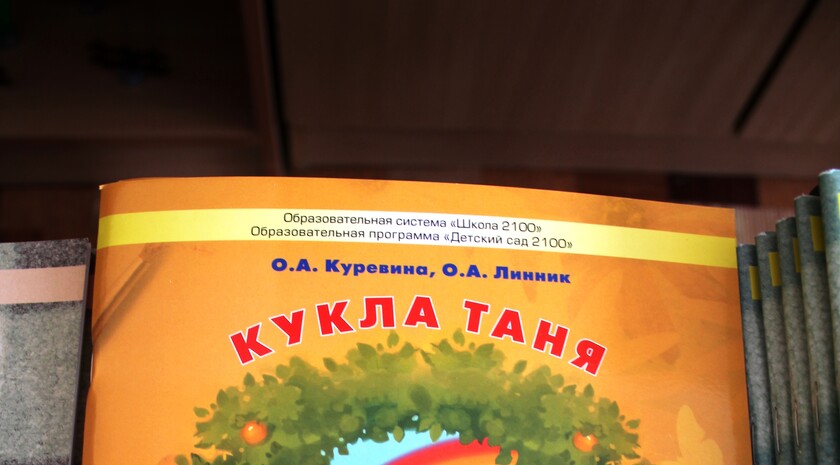 Образовательная система «Школа 2100»
Образовательная программа «Детский сад 2100»
О.А. Куревина, О.А. Линник
КУКЛА ТАНЯ